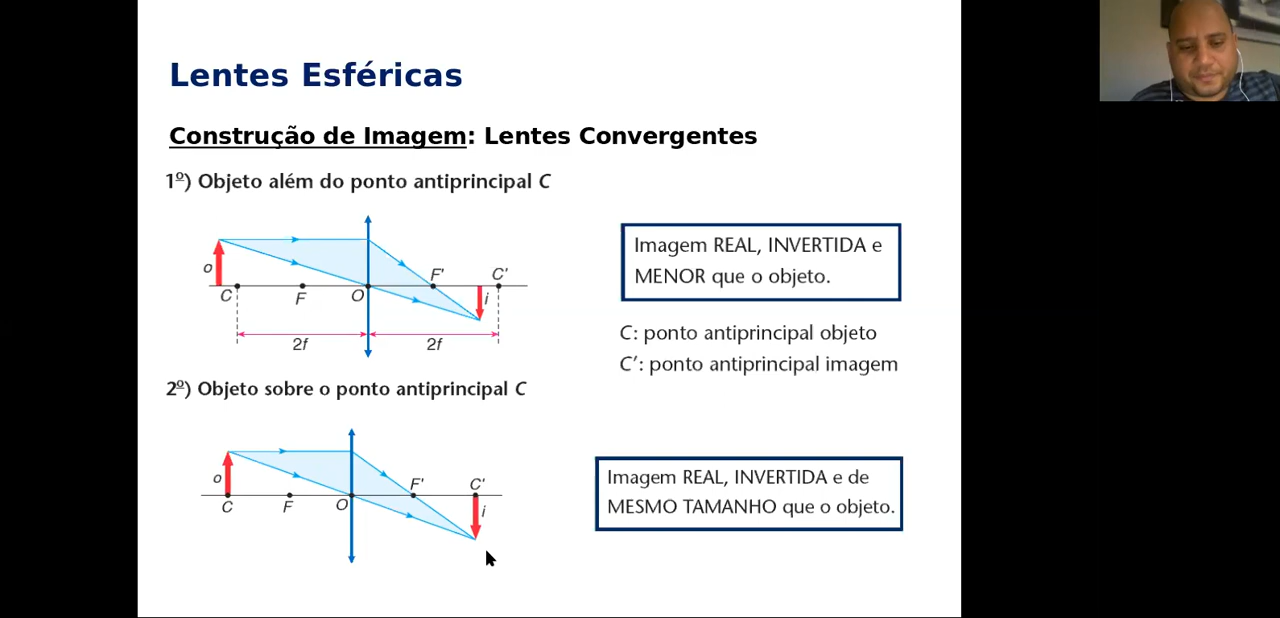 Lentes Esféricas
Construção de Imagem: Lentes Convergentes
1º) Objeto além do ponto antiprincipal C
o
C
F
O
F'
C'
i
2f
2f
Imagem REAL, INVERTIDA e
MENOR que o objeto.
C: ponto antiprincipal objeto
C′: ponto antiprincipal imagem
2º) Objeto sobre o ponto antiprincipal C
o
C
F
O
F'
C'
i
Imagem REAL, INVERTIDA e de
MESMO TAMANHO que o objeto.